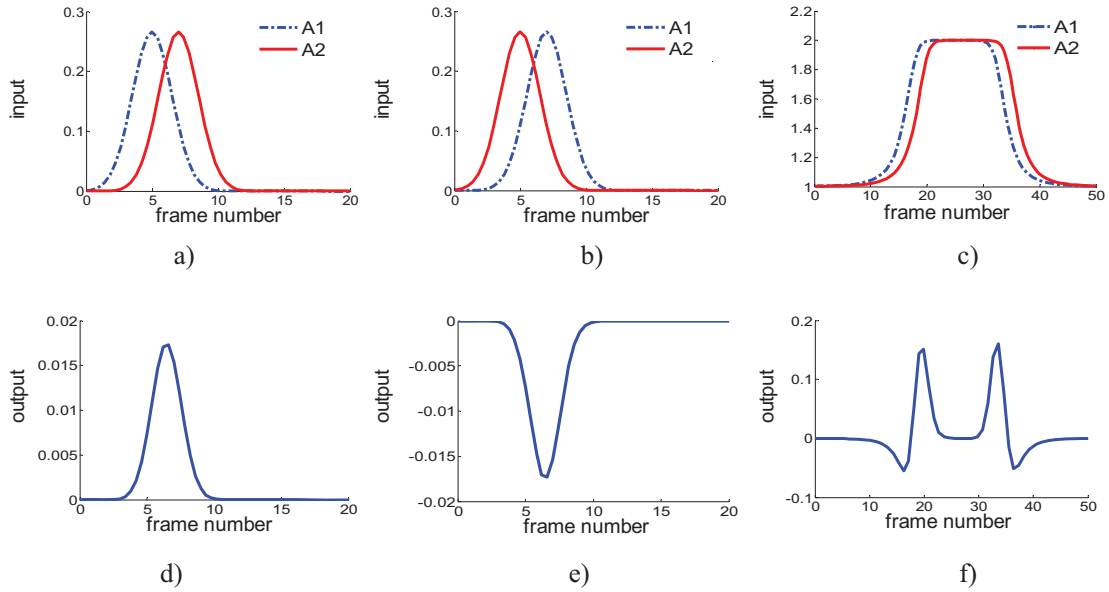 0.3
0.2
0.1
0
input
A1
A2
0 5 10 15 20
frame number
a)
0.3
0.2
0.1
0
input
A1
A2
0 5 10 15 20
frame number
b)
2.2
2
1.8
1.6
1.4
1.2
1
input
A1
A2
0 10 20 30 40 50
frame number
c)
0.02
0.015
0.01
0.005
0
output
0 5 10 15 20
frame number
d)
0
-0.005
-0.01
-0.015
-0.02
output
0 5 10 15 20
frame number
e)
0.2
0.1
0
-0.1
output
0 10 20 30 40 50
frame number
f)